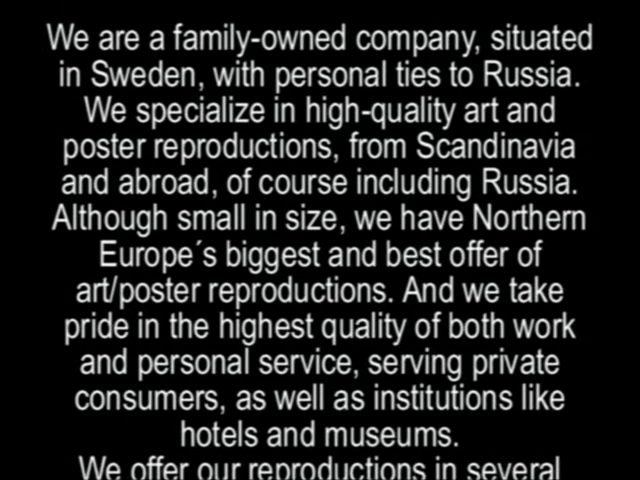 We are a family-owned company, situated
in Sweden, with personal ties to Russia.
We specialize in high-quality art and
poster reproductions, from Scandinavia
and abroad, of course including Russia.
Although small in size, we have Northern
Europe´s biggest and best offer of
art/poster reproductions. And we take
pride in the highest quality of both work
and personal service, serving private
consumers, as well as institutions like
hotels and museums.
We offer our reproductions in several